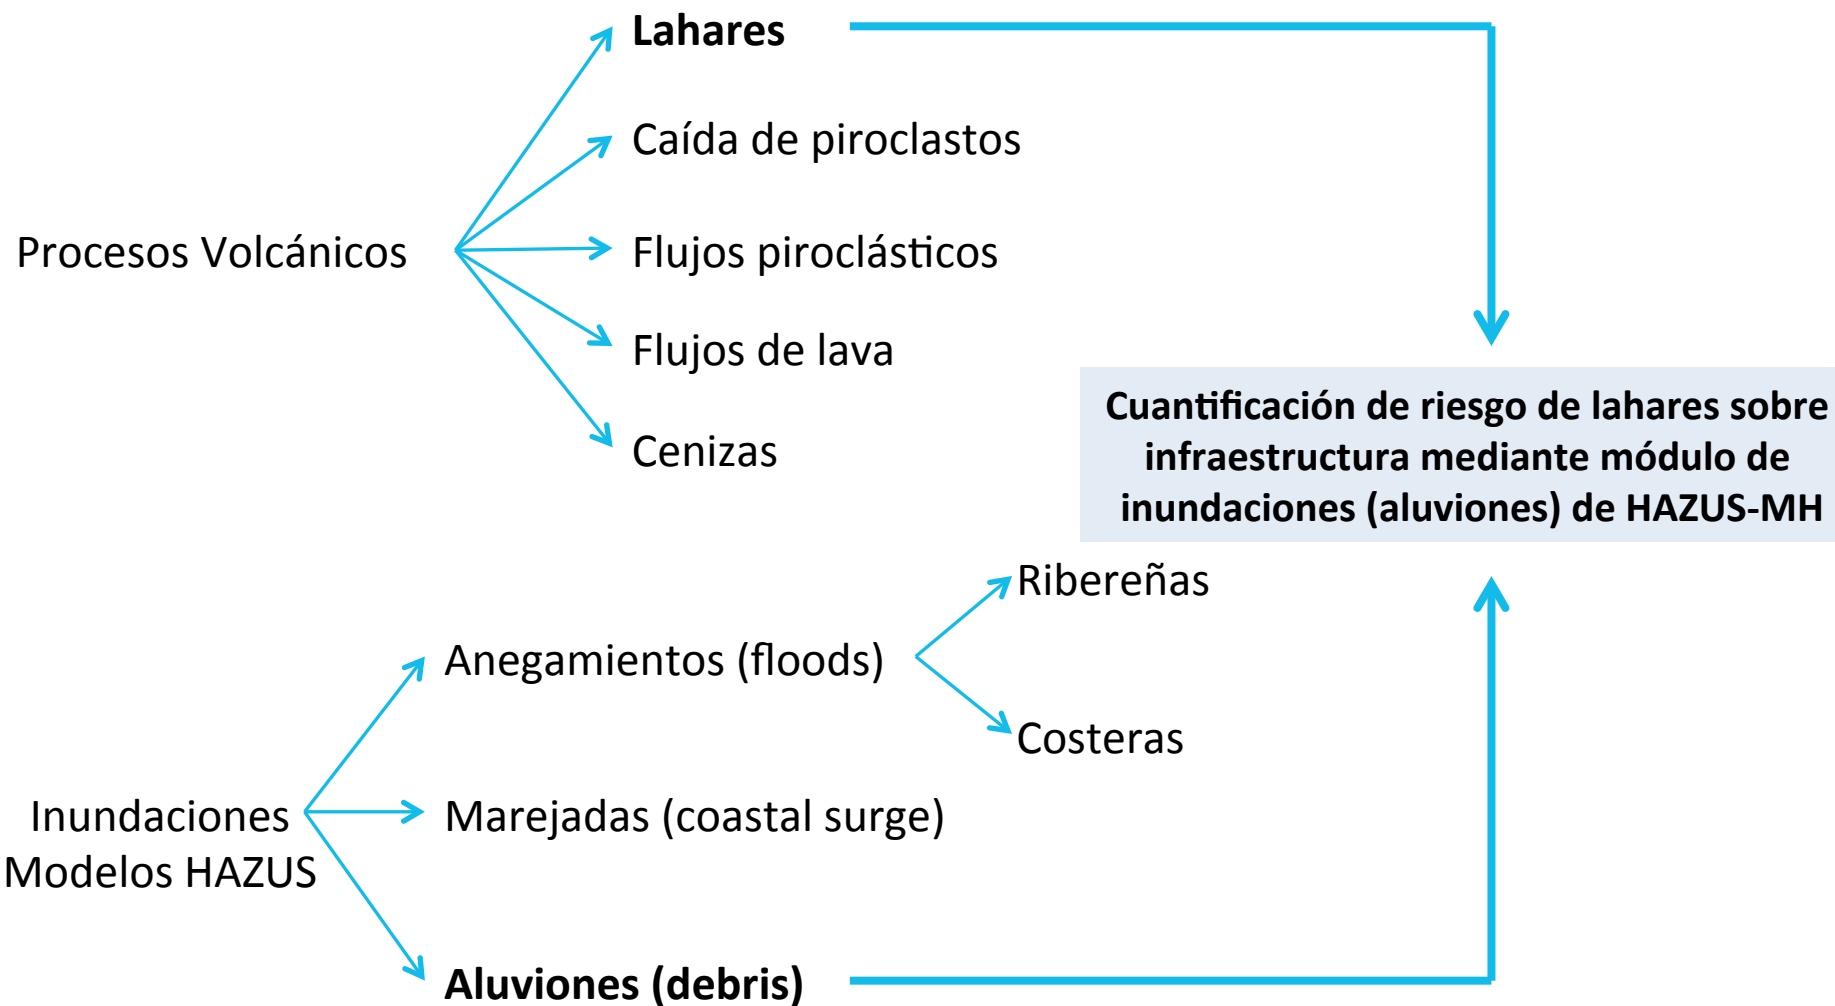 Lahares
Caída de piroclastos
Procesos Volcánicos
Flujos piroclásticos
Flujos de lava
Cenizas
Cuantificación de riesgo de lahares sobre
infraestructura mediante módulo de
inundaciones (aluviones) de HAZUS-MH
Ribereñas
Anegamientos (floods)
Costeras
Inundaciones
Modelos HAZUS
Marejadas (coastal surge)
Aluviones (debris)